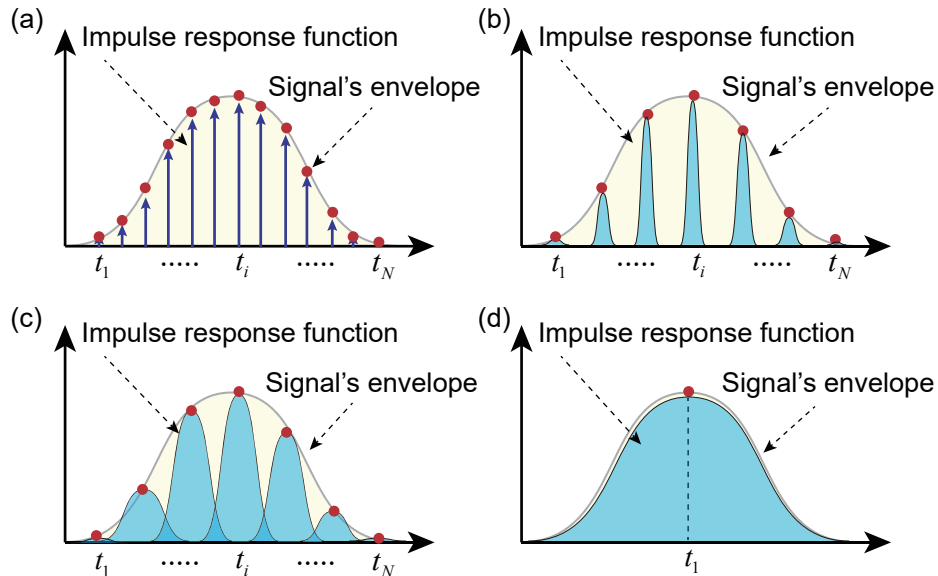 (a)
Impulse response function
Signal's envelope
t1 ..... ti ..... tN
(b)
Impulse response function
Signal's envelope
t1 ..... ti ..... tN
(c)
Impulse response function
Signal's envelope
t1 ..... ti ..... tN
(d)
Impulse response function
Signal's envelope
t1